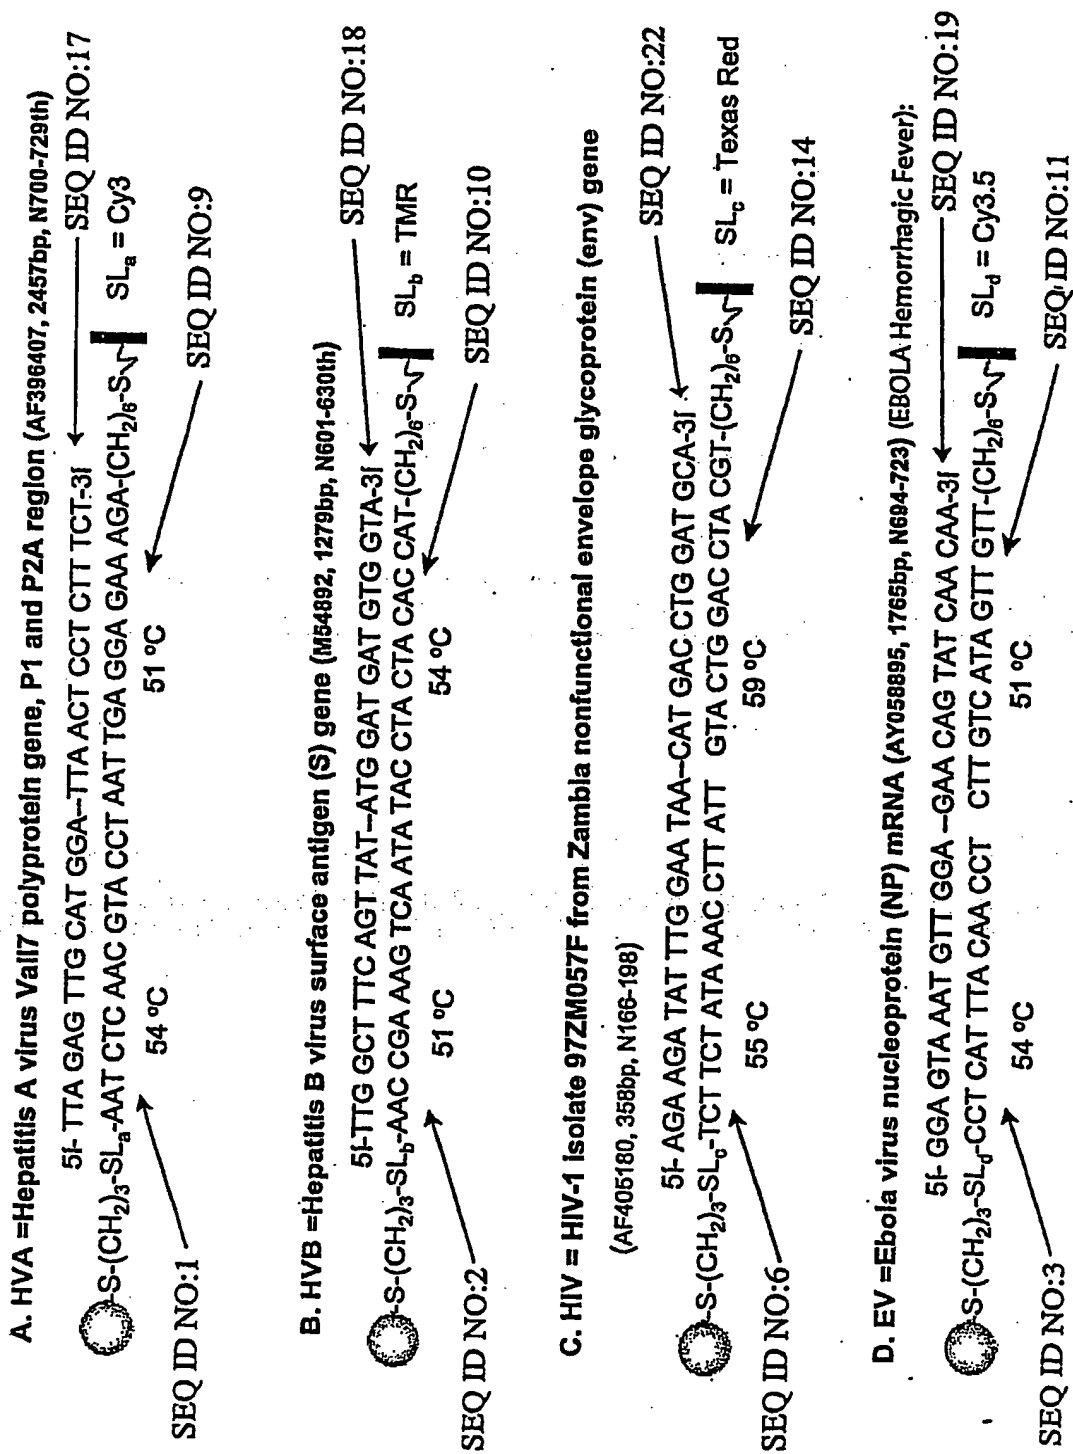 A. HVA =Hepatitis A virus Vall7 polyprotein gene, P1 and P2A region (AF396407, 2457bp, N700-729th)
5ſ- TTA GAG TTG CAT GGA--TTA ACT CCT CTT TCT-3ſ
SEQ ID NO:17
-S-(CH2)3-SLa-AAT CTC AAC GTA CCT AAT TGA GGA GAA AGA-(CH2)6-S
SLa = Cy3
54 ºC
51 ºC
SEQ ID NO:1
SEQ ID NO:9
B. HVB =Hepatitis B virus surface antigen (S) gene (M54892, 1279bp, N601-630th)
5ſ-TTG GCT TTC AGT TAT--ATG GAT GAT GTG GTA-3ſ
SEQ ID NO:18
-S-(CH2)3-SLb-AAC CGA AAG TCA ATA TAC CTA CTA CAC CAT-(CH2)6-S
SLb = TMR
51 ºC
54 ºC
SEQ ID NO:2
SEQ ID NO:10
C. HIV = HIV-1 isolate 97ZM057F from Zambla nonfunctional envelope glycoprotein (env) gene
(AF405180, 358bp, N166-198)
5ſ- AGA AGA TAT TTG GAA TAA--CAT GAC CTG GAT GCA-3ſ
SEQ ID NO:22
-S-(CH2)3-SLc-TCT TCT ATA AAC CTT ATT GTA CTG GAC CTA CGT-(CH2)6-S
SLc = Texas Red
55 ºC
59 ºC
SEQ ID NO:6
SEQ ID NO:14
D. EV =Ebola virus nucleoprotein (NP) mRNA (AY058895, 1765bp, N694-723) (EBOLA Hemorrhagic Fever):
5ſ- GGA GTA AAT GTT GGA --GAA CAG TAT CAA CAA-3ſ
SEQ ID NO:19
-S-(CH2)3-SLd-CCT CAT TTA CAA CCT CTT GTC ATA GTT GTT-(CH2)6-S
SLd = Cy3.5
54 ºC
51 ºC
SEQ ID NO:3
SEQ ID NO:11